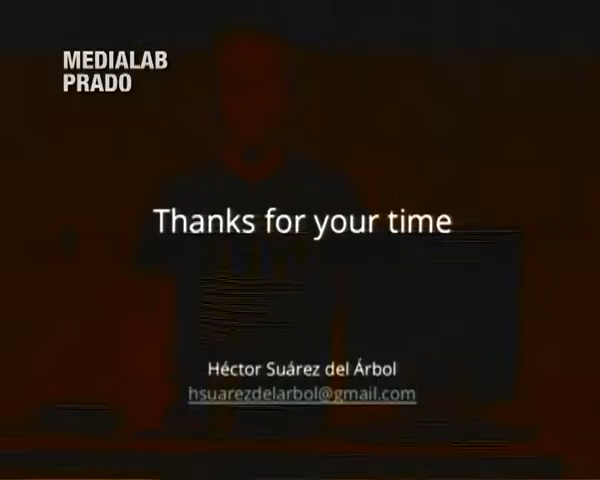 MEDIALAB
PRADO
Thanks for your time
Héctor Suárez del Árbol
hsuarezdelarbol@gmail.com